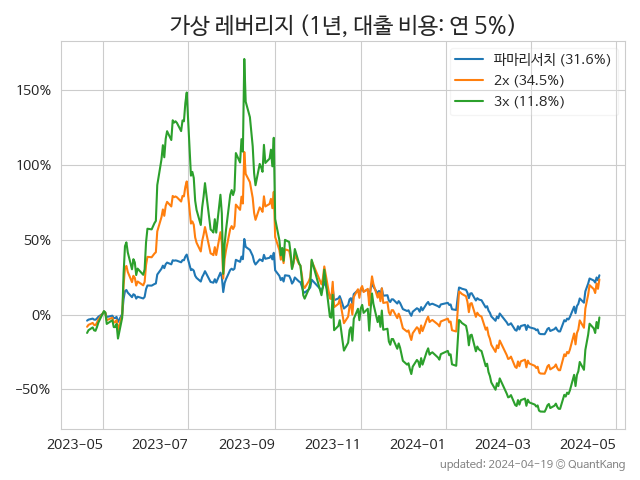 가상 레버리지 (1년, 대출 비용: 연 5%)
파마리서치 (31.6%)
2x (34.5%)
3x (11.8%)
150%
100%
50%
0%
−50%
2023-05 2023-07 2023-09 2023-11 2024-01 2024-03 2024-05
updated: 2024-04-19 © QuantKang